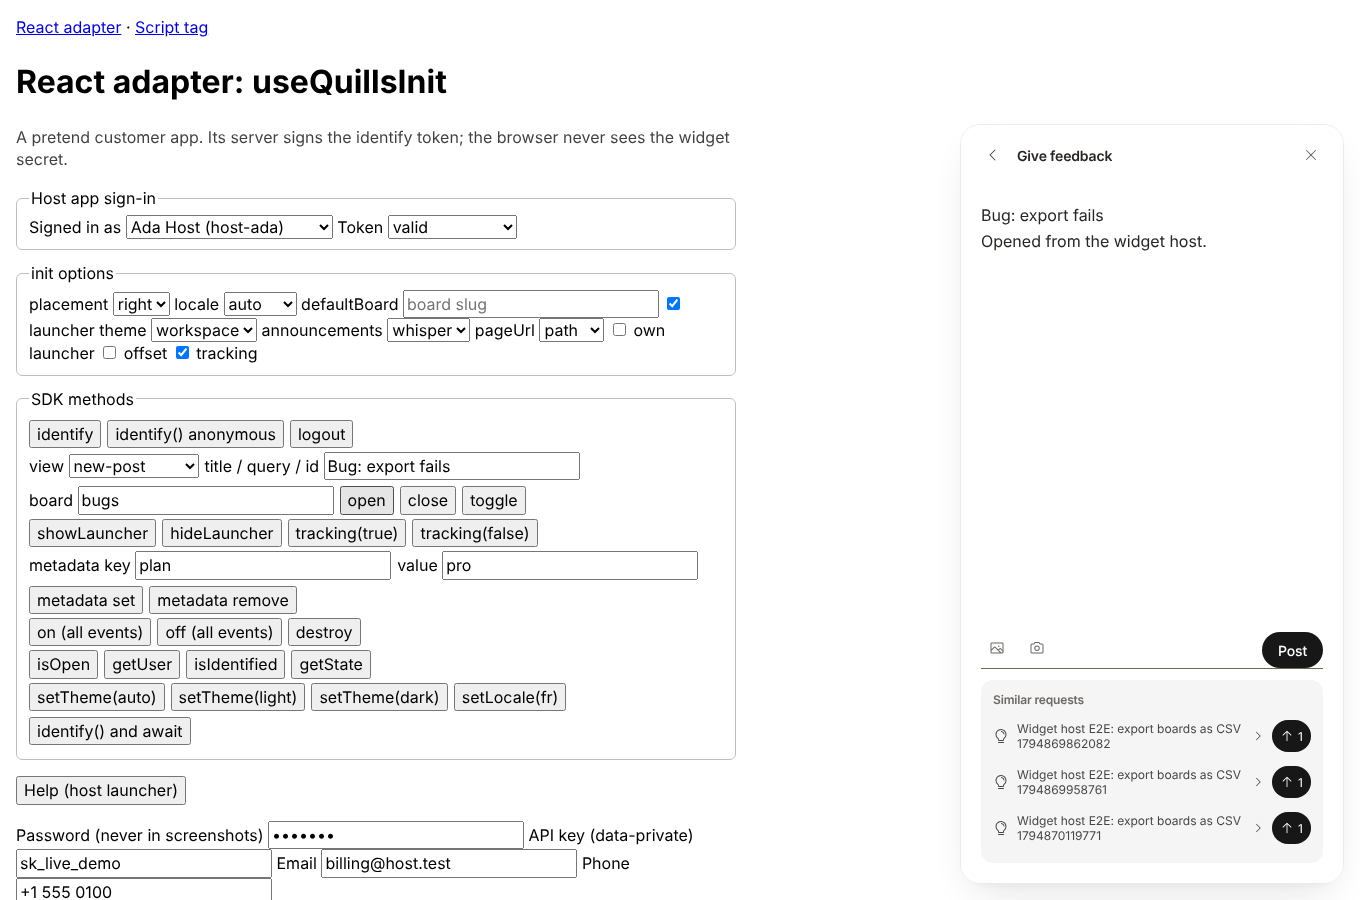 React adapter · Script tag
React adapter: useQuillsInit
A pretend customer app. Its server signs the identify token; the browser never sees the widget
secret.
Host app sign-in
Signed in as Ada Host (host-ada) Token valid
init options
placement right locale auto defaultBoard board slug
launcher theme workspace announcements whisper pageUrl path own
launcher offset tracking
SDK methods
identify identify() anonymous logout
view new-post title / query / id Bug: export fails
board bugs open close toggle
showLauncher hideLauncher tracking(true) tracking(false)
metadata key plan value pro
metadata set metadata remove
on (all events) off (all events) destroy
isOpen getUser isIdentified getState
setTheme(auto) setTheme(light) setTheme(dark) setLocale(fr)
identify() and await
Help (host launcher)
Password (never in screenshots) ••••••• API key (data-private)
sk_live_demo Email billing@host.test Phone
+1 555 0100
Give feedback
Bug: export fails
Opened from the widget host.
Post
Similar requests
Widget host E2E: export boards as CSV
1794869862082
1
Widget host E2E: export boards as CSV
1794869958761
1
Widget host E2E: export boards as CSV
1794870119771
1